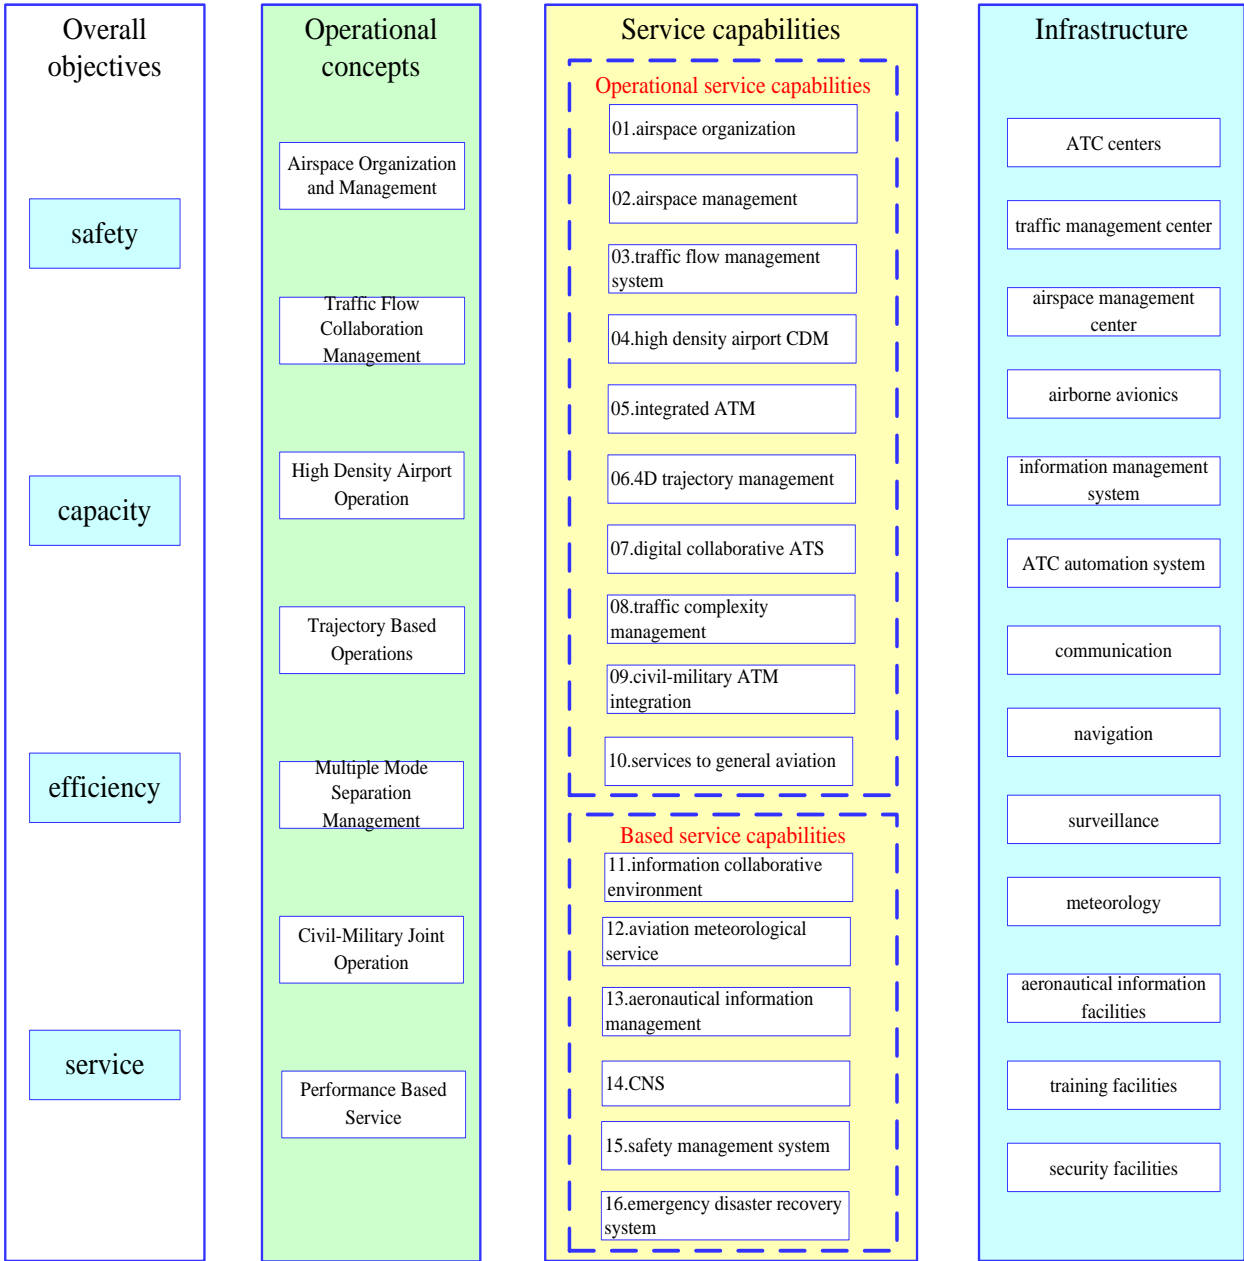 Overall
objectives
safety
capacity
efficiency
service
Operational
concepts
Airspace Organization
and Management
Traffic Flow
Collaboration
Management
High Density Airport
Operation
Trajectory Based
Operations
Multiple Mode
Separation
Management
Civil-Military Joint
Operation
Performance Based
Service
Service capabilities
Operational service capabilities
01.airspace organization
02.airspace management
03.traffic flow management
system
04.high density airport CDM
05.integrated ATM
06.4D trajectory management
07.digital collaborative ATS
08.traffic complexity
management
09.civil-military ATM
integration
10.services to general aviation
Based service capabilities
11.information collaborative
environment
12.aviation meteorological
service
13.aeronautical information
management
14.CNS
15.safety management system
16.emergency disaster recovery
system
Infrastructure
ATC centers
traffic management center
airspace management
center
airborne avionics
information management
system
ATC automation system
communication
navigation
surveillance
meteorology
aeronautical information
facilities
training facilities
security facilities